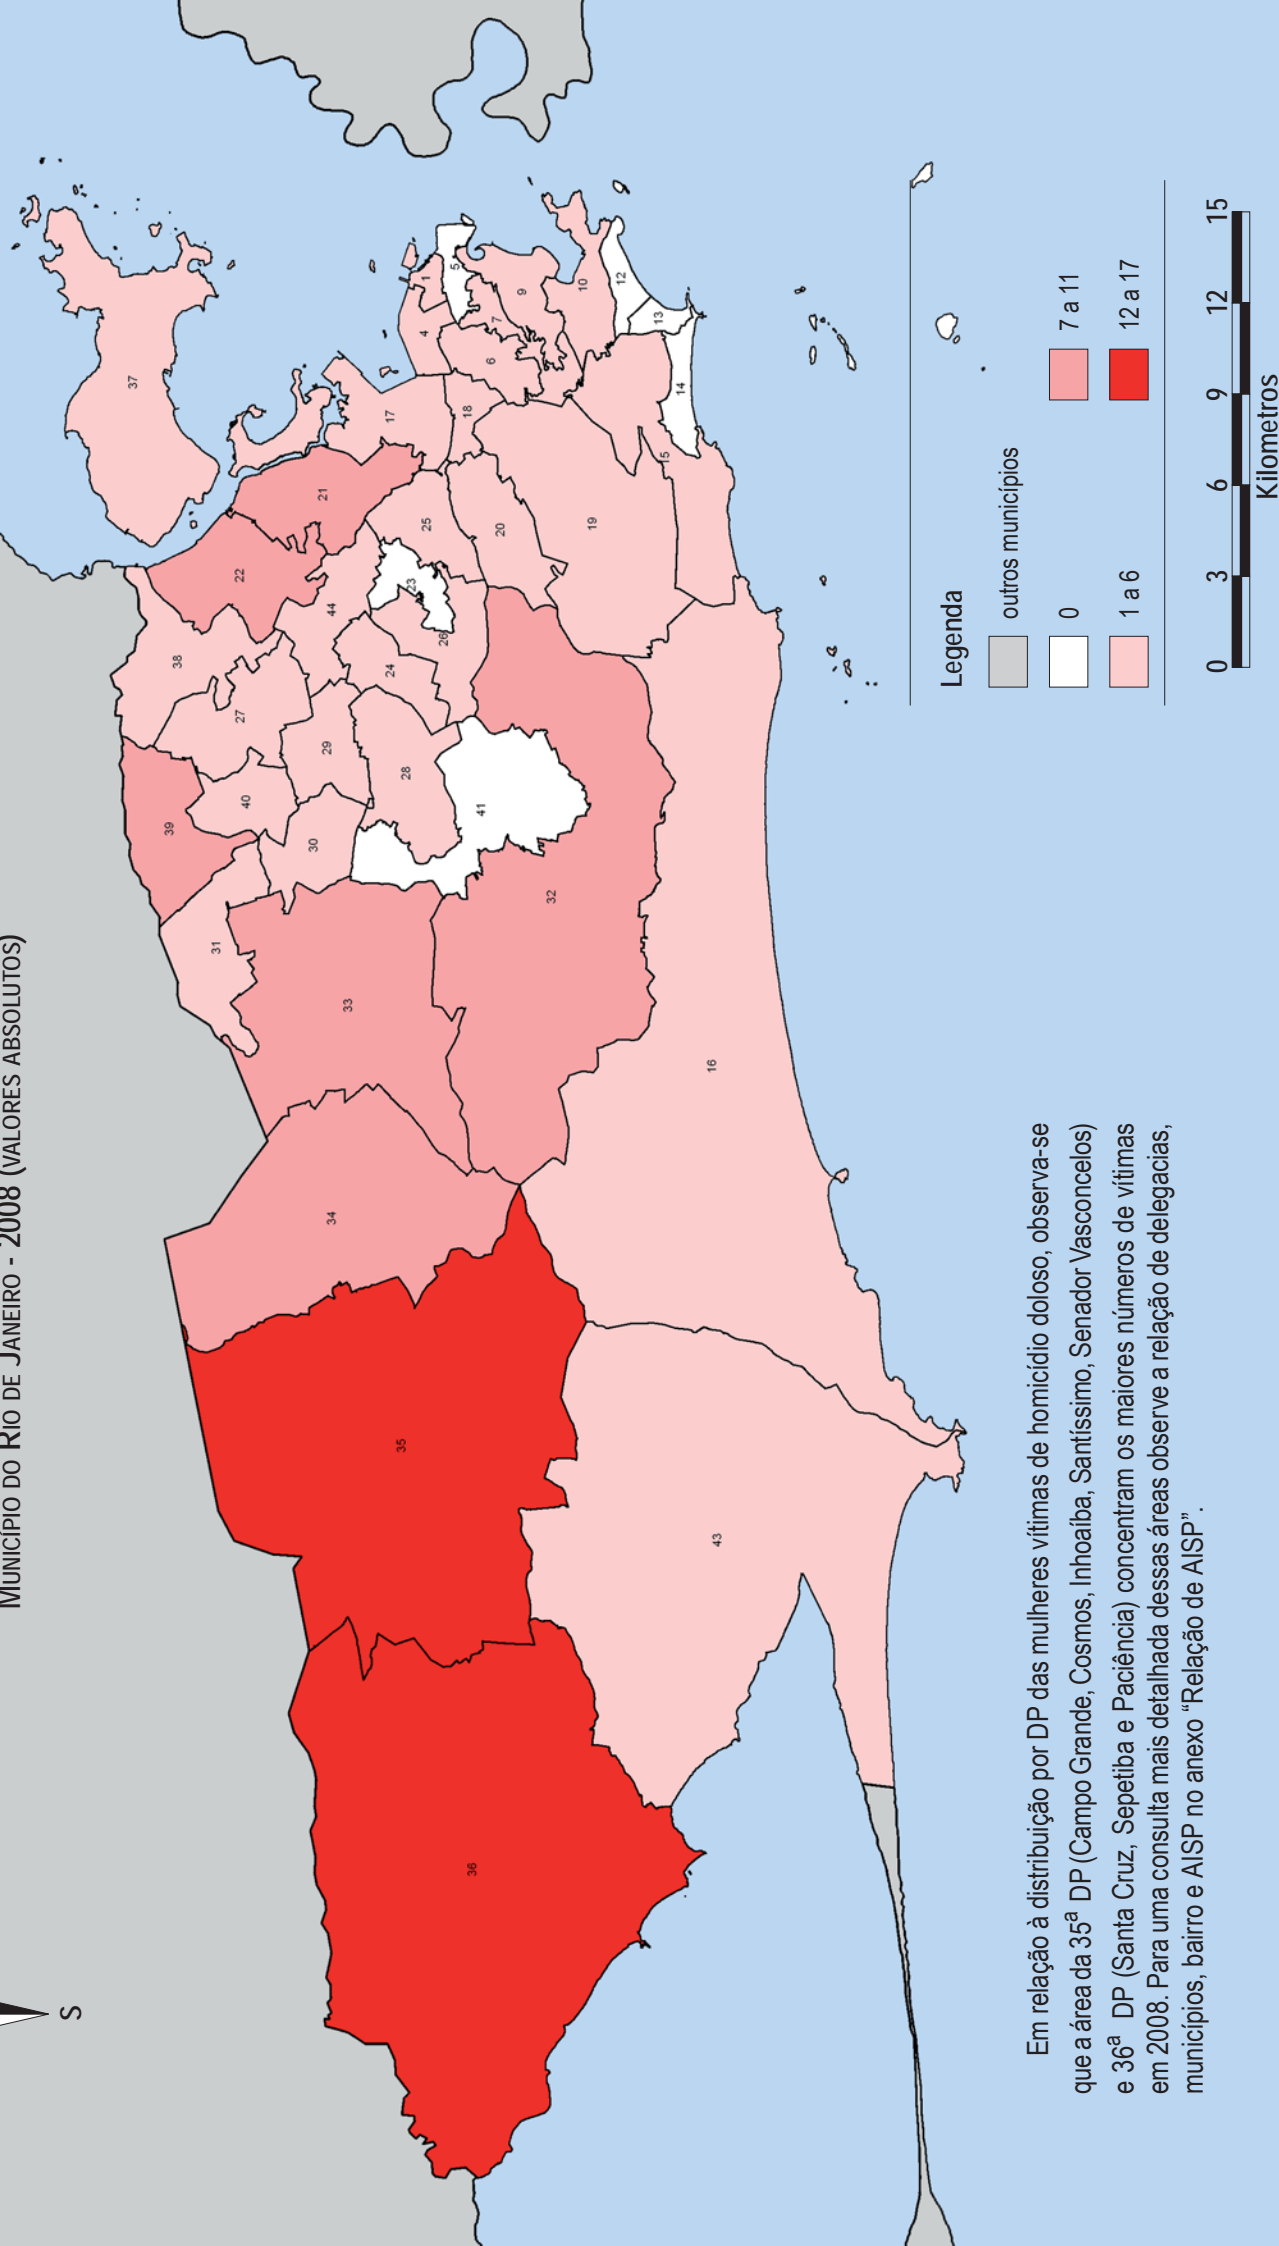 MUNICÍPIO DO RIO DE JANEIRO - 2008 (VALORES ABSOLUTOS)
S
37
1
5
4
9
7
10
6
12
13
14
17
18
15
21
25
20
19
22
23
44
26
24
38
27
29
28
39
40
30
41
32
31
33
16
34
35
43
36
Legenda
outros municípios
0
1 a 6
7 a 11
12 a 17
0 3 6 9 12 15
Kilometros
Em relação à distribuição por DP das mulheres vítimas de homicídio doloso, observa-se
que a área da 35ª DP (Campo Grande, Cosmos, Inhoaíba, Santíssimo, Senador Vasconcelos)
e 36ª DP (Santa Cruz, Sepetiba e Paciência) concentram os maiores números de vítimas
em 2008. Para uma consulta mais detalhada dessas áreas observe a relação de delegacias,
municípios, bairro e AISP no anexo “Relação de AISP”.